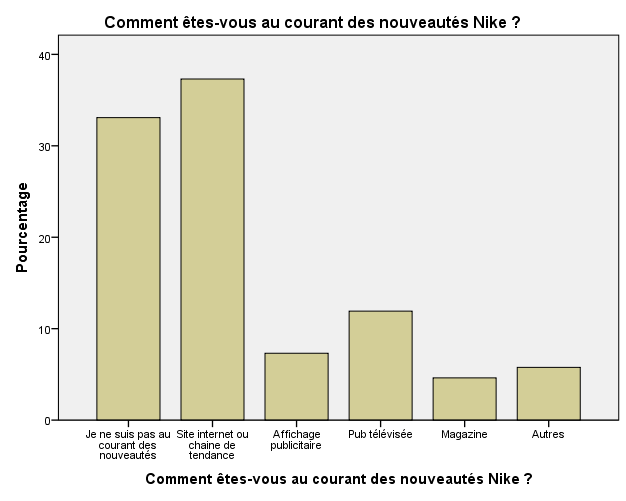 Comment êtes-vous au courant des nouveautés Nike ?
Pourcentage
40
30
20
10
0
Je ne suis pas au
courant des
nouveautés
Site internet ou
chaine de
tendance
Affichage
publicitaire
Pub télévisée
Magazine
Autres
Comment êtes-vous au courant des nouveautés Nike ?